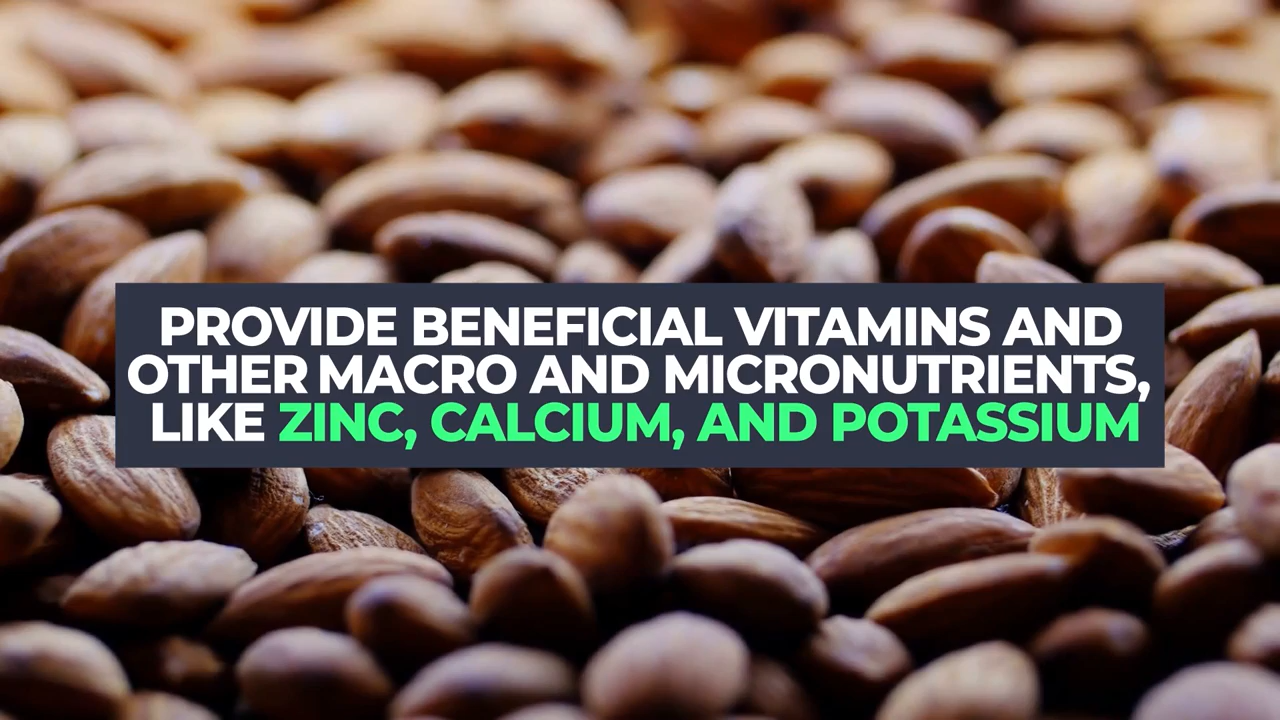 PROVIDE BENEFICIAL VITAMINS AND
OTHER MACRO AND MICRONUTRIENTS,
LIKE ZINC, CALCIUM, AND POTASSIUM